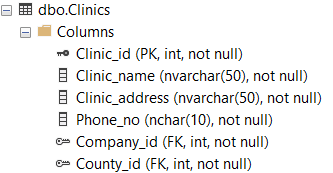 dbo.Clinics
Columns
Clinic_id (PK, int, not null)
Clinic_name (nvarchar(50), not null)
Clinic_address (nvarchar(50), not null)
Phone_no (nchar(10), not null)
Company_id (FK, int, not null)
County_id (FK, int, not null)